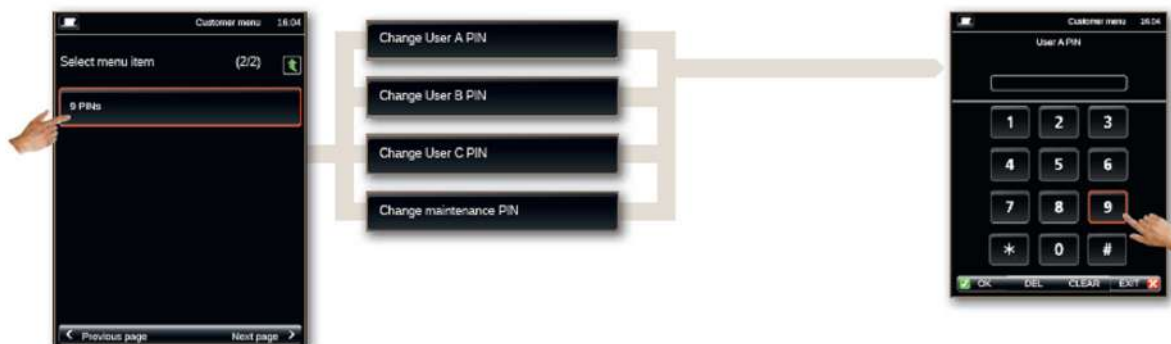 Customer menu 16:04
Select menu item (2/2)
9 PINs
Previous page Next page
Change User A PIN
Change User B PIN
Change User C PIN
Change maintenance PIN
Customer menu 16:04
User A PIN
1 2 3
4 5 6
7 8 9
* 0 #
OK DEL CLEAR EXIT